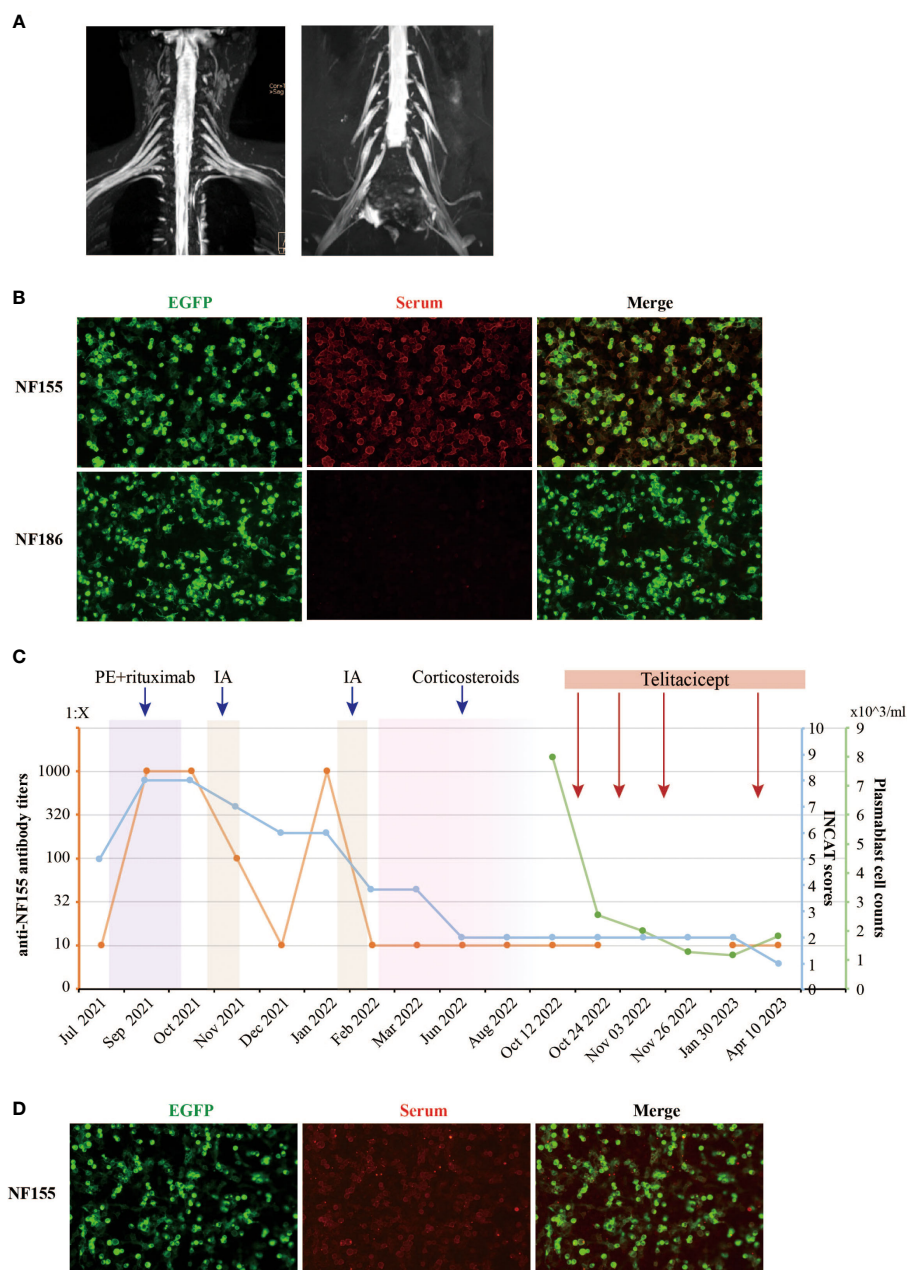 A
Cor+T
+Seg
B
EGFP Serum Merge
NF155
NF186
C
PE+rituximab IA IA Corticosteroids Telitacicept
1:X x10^3/ml
anti-NF155 antibody titers
1000
320
100
32
10
0
10
9
8
7
6
5
4
3
2
1
0
INCAT scores
9
8
7
6
5
4
3
2
1
0
Plasmablast cell counts
Jul 2021
Sep 2021
Oct 2021
Nov 2021
Dec 2021
Jan 2022
Feb 2022
Mar 2022
Jun 2022
Aug 2022
Oct 12 2022
Oct 24 2022
Nov 03 2022
Nov 26 2022
Jan 30 2023
Apr 10 2023
D
EGFP Serum Merge
NF155